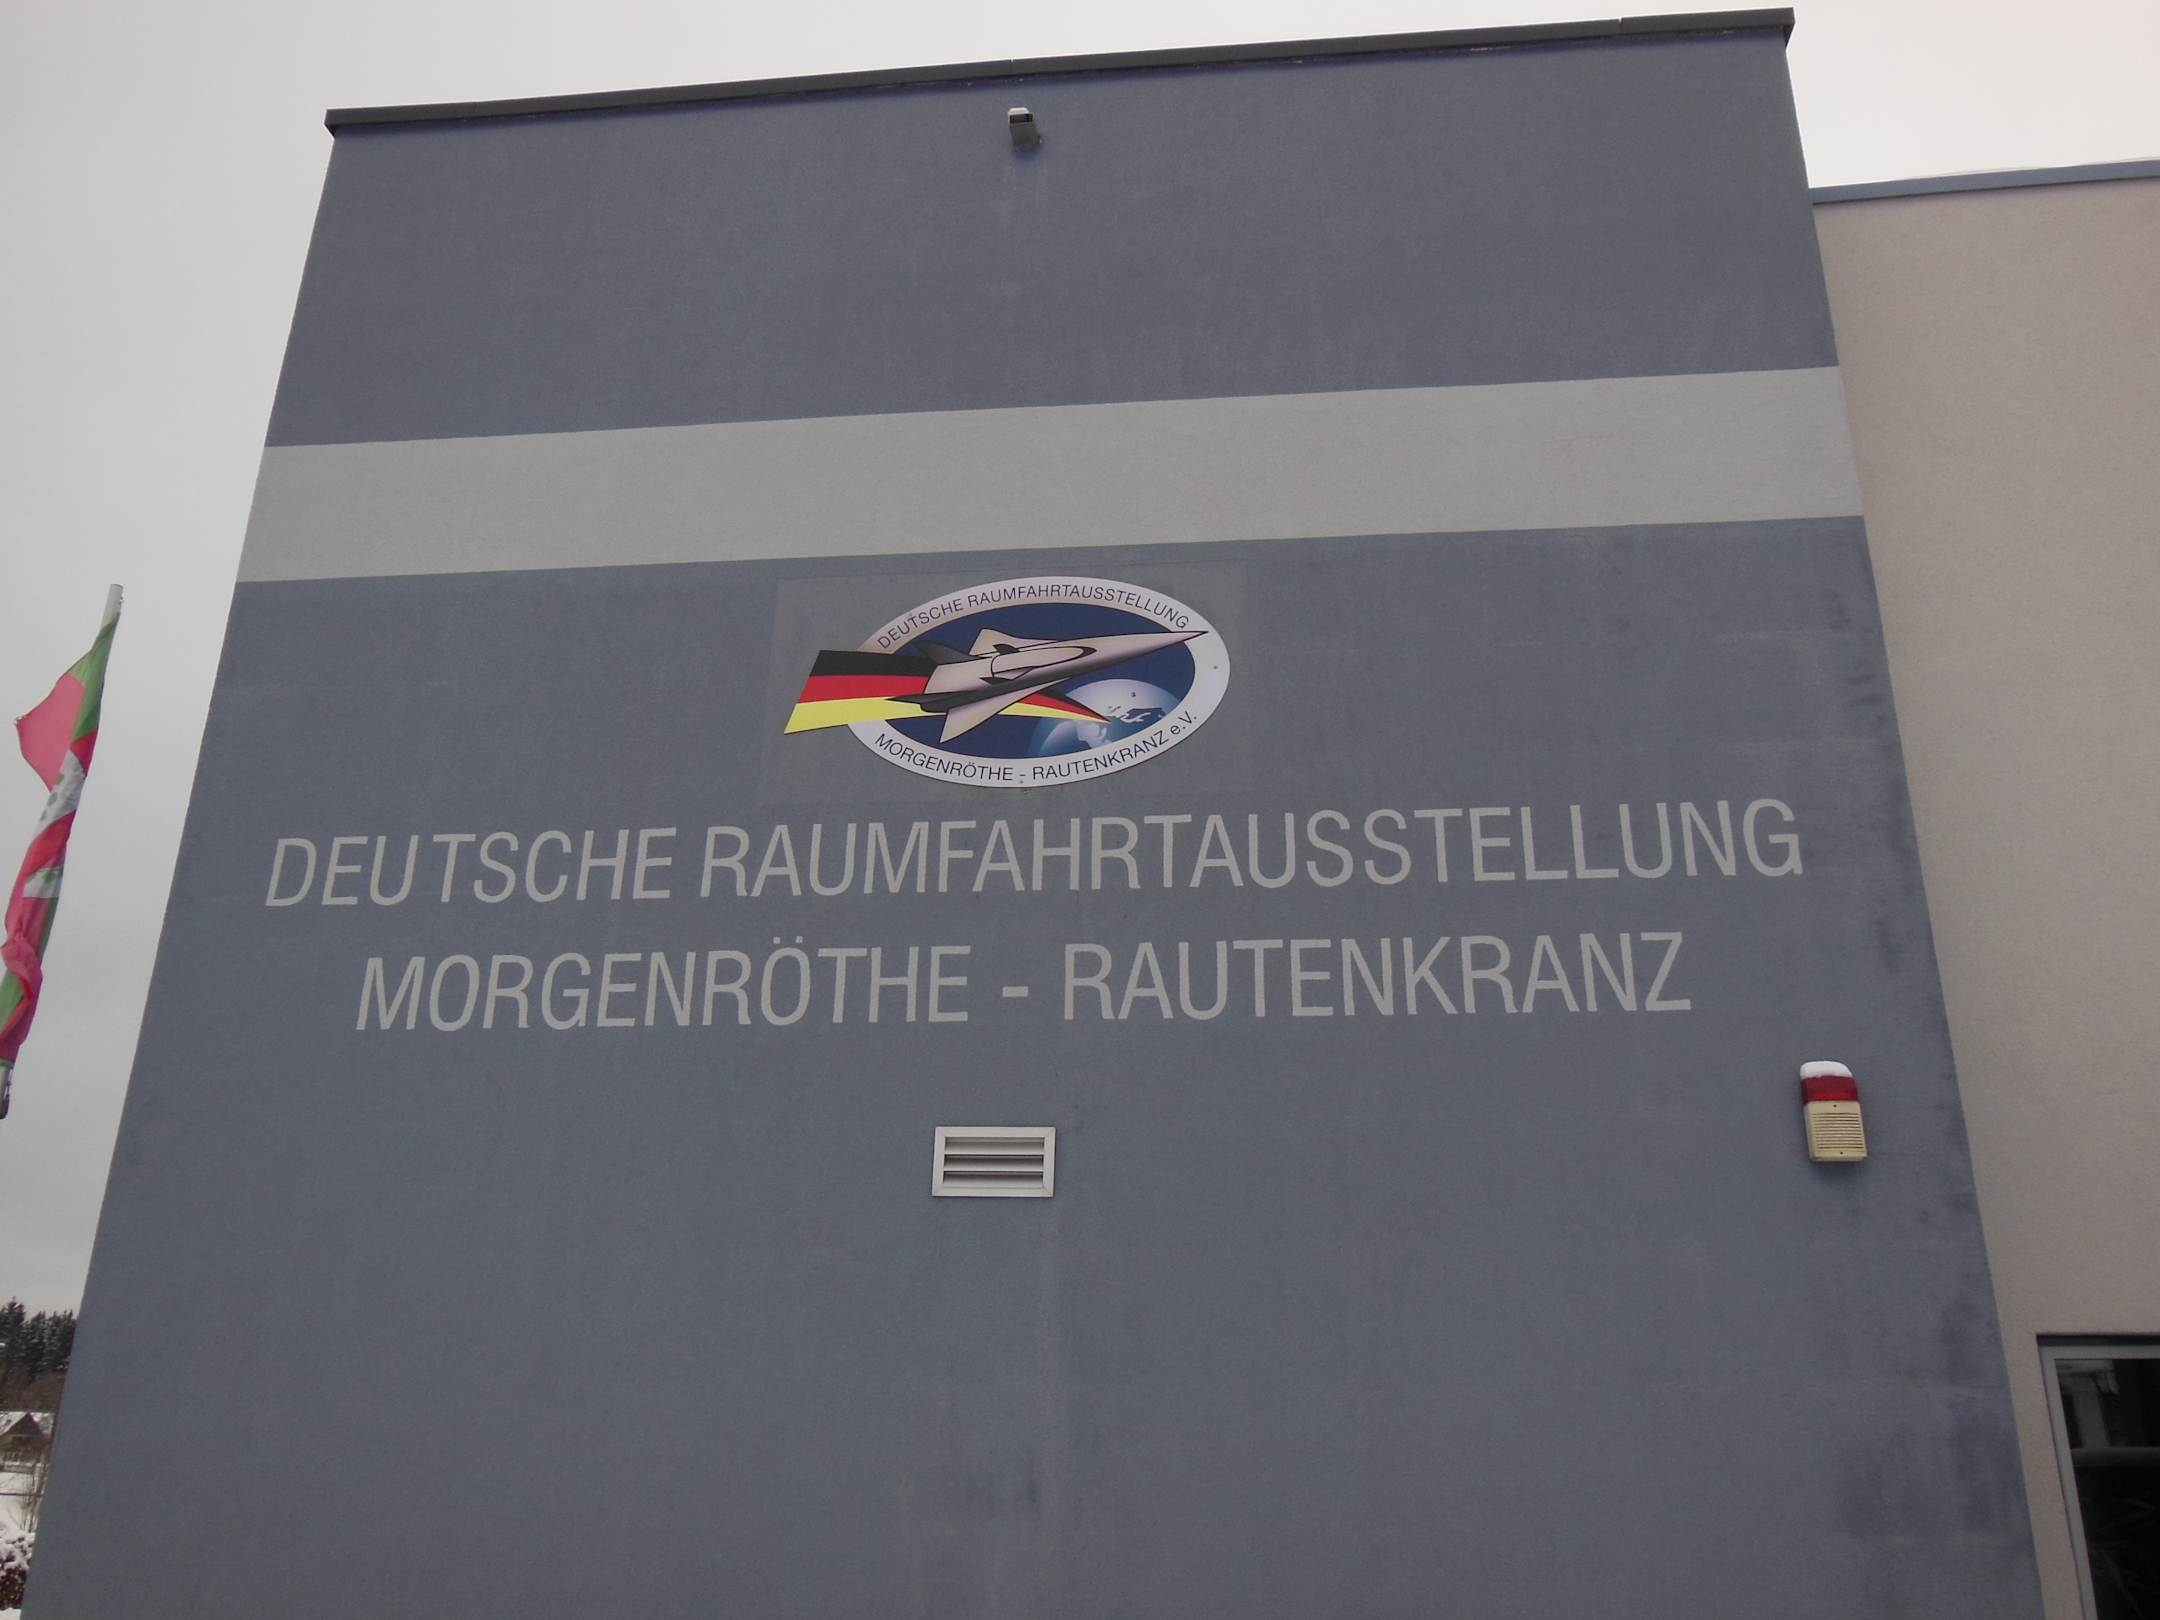 DEUTSCHE RAUMFAHRTAUSSTELLUNG
MORGENRÖTHE - RAUTENKRANZ e.V.
DEUTSCHE RAUMFAHRTAUSSTELLUNG
MORGENRÖTHE - RAUTENKRANZ